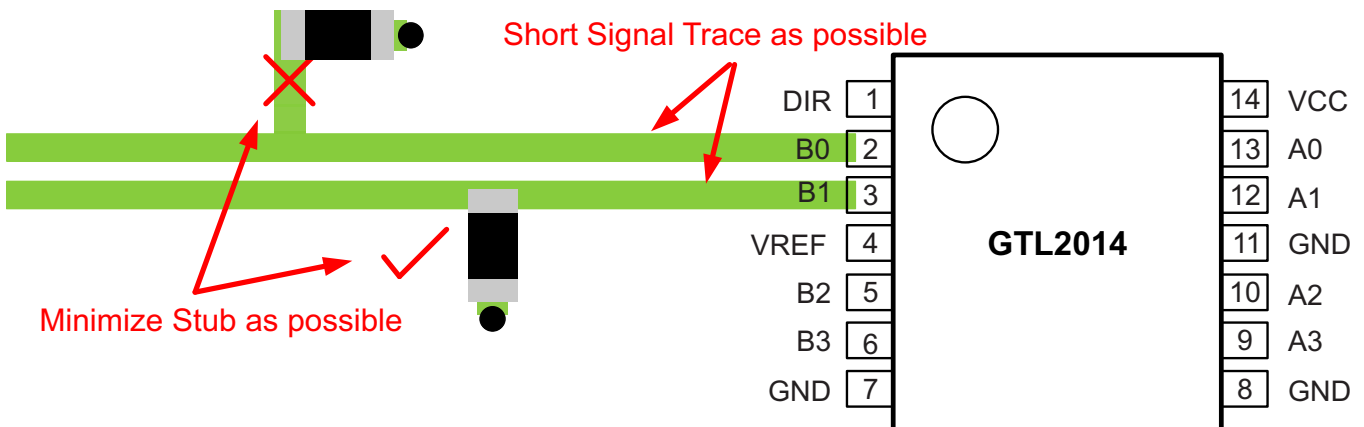 Short Signal Trace as possible
DIR 1
B0 2
B1 3
VREF 4
B2 5
B3 6
GND 7
GTL2014
14 VCC
13 A0
12 A1
11 GND
10 A2
9 A3
8 GND
Minimize Stub as possible